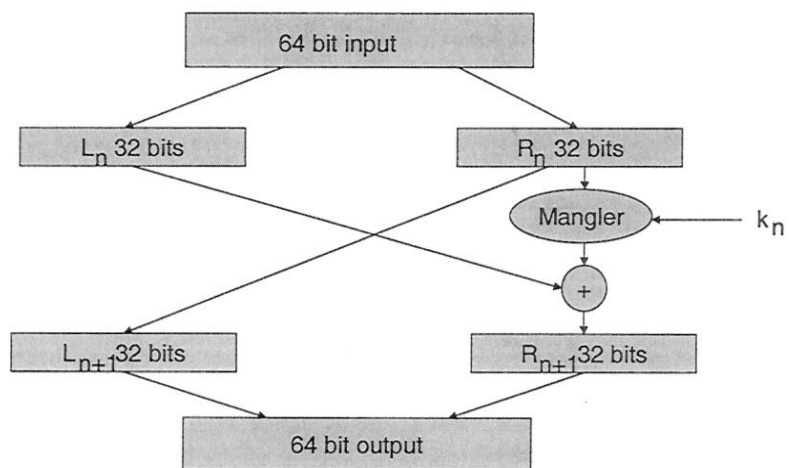 64 bit input
Lₙ 32 bits
Rₙ 32 bits
Mangler
kₙ
+
Lₙ₊₁ 32 bits
Rₙ₊₁ 32 bits
64 bit output